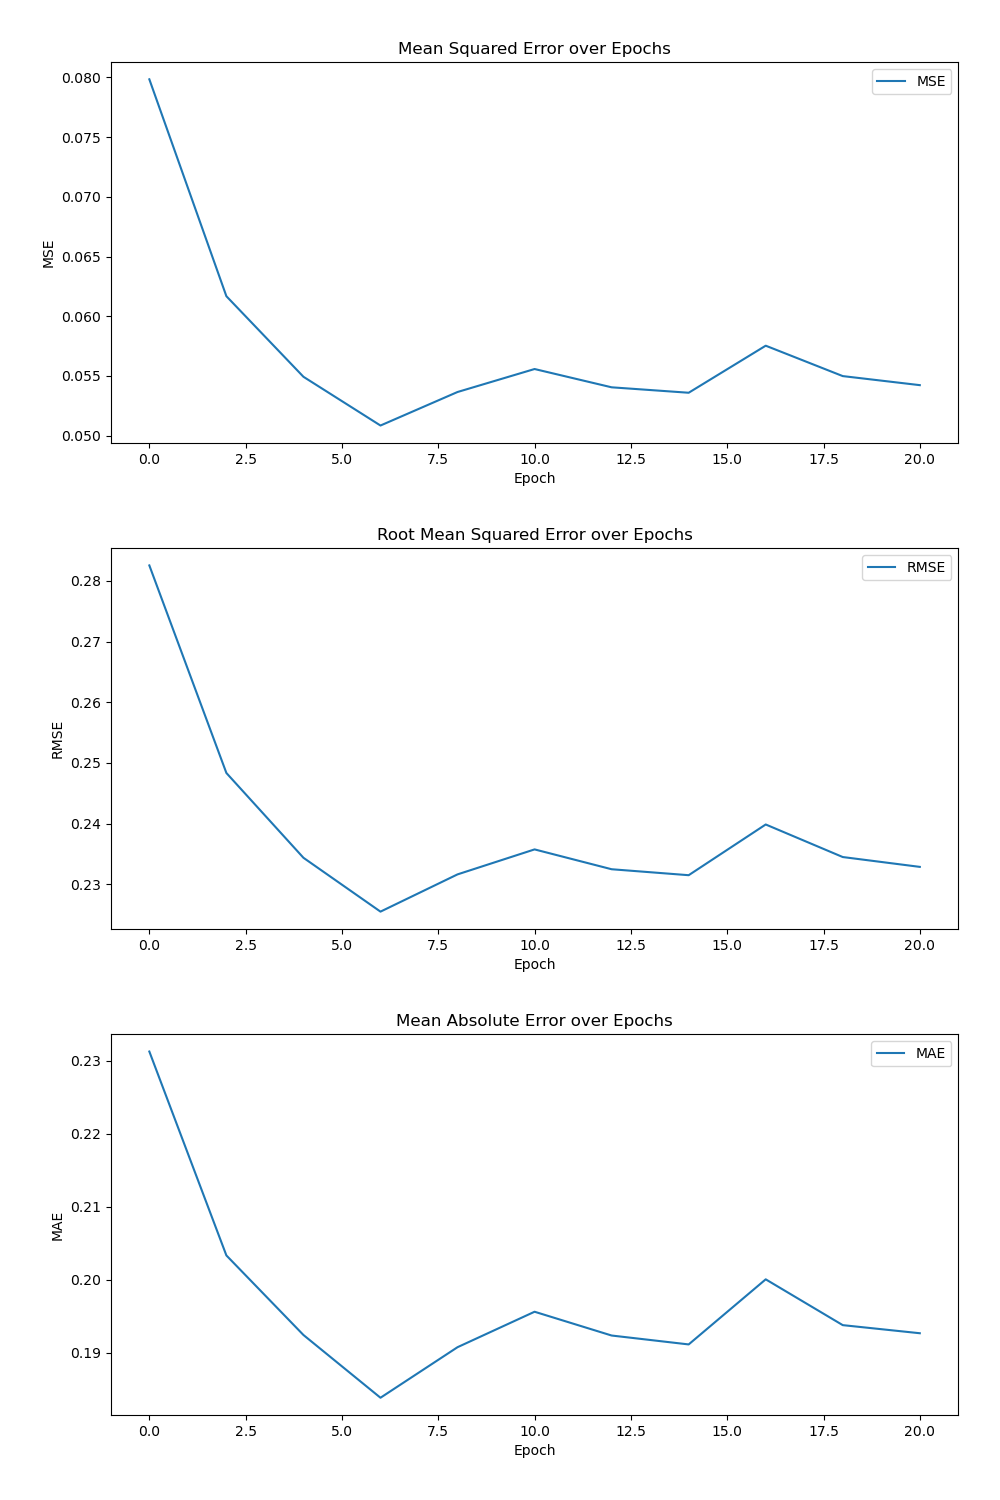 Mean Squared Error over Epochs
MSE
0.080
0.075
0.070
0.065
0.060
0.055
0.050
MSE
0.0 2.5 5.0 7.5 10.0 12.5 15.0 17.5 20.0
Epoch
Root Mean Squared Error over Epochs
RMSE
0.28
0.27
0.26
0.25
0.24
0.23
RMSE
0.0 2.5 5.0 7.5 10.0 12.5 15.0 17.5 20.0
Epoch
Mean Absolute Error over Epochs
MAE
0.23
0.22
0.21
0.20
0.19
MAE
0.0 2.5 5.0 7.5 10.0 12.5 15.0 17.5 20.0
Epoch